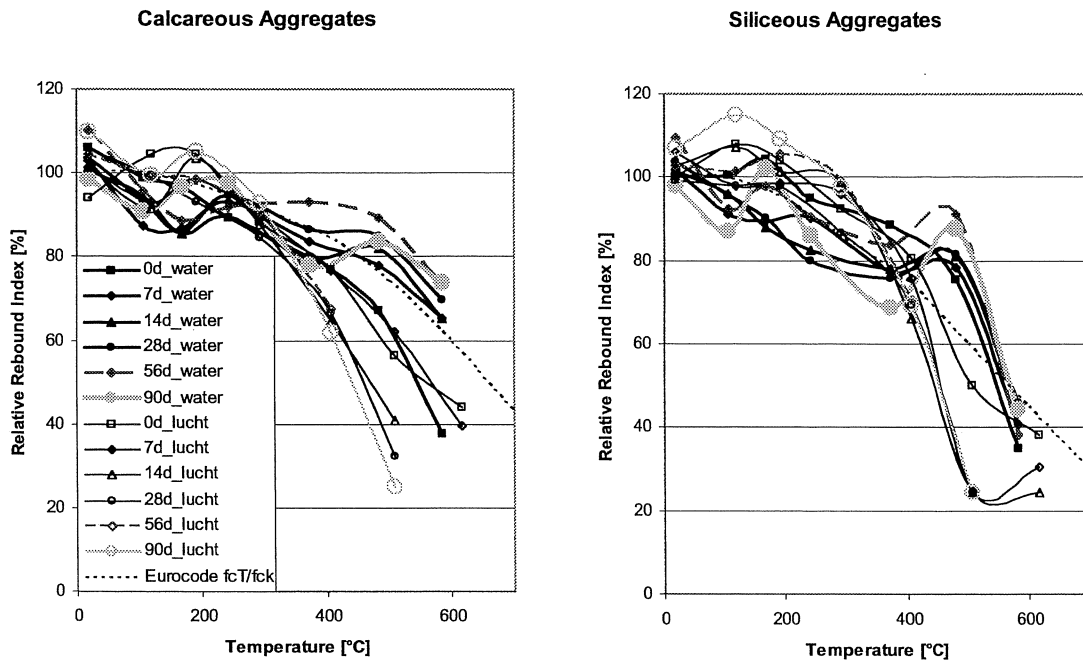 Calcareous Aggregates
120
100
80
60
40
20
0
Relative Rebound Index [%]
0d_water
7d_water
14d_water
28d_water
56d_water
90d_water
0d_lucht
7d_lucht
14d_lucht
28d_lucht
56d_lucht
90d_lucht
Eurocode fcT/fck
0 200 400 600
Temperature [°C]
Siliceous Aggregates
120
100
80
60
40
20
0
Relative Rebound Index [%]
0 200 400 600
Temperature [°C]